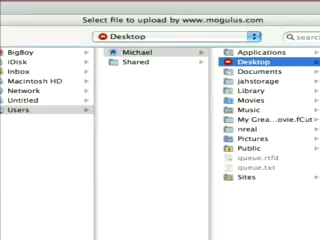 Select file to upload by www.mogulus.com
Desktop
searc
BigBoy
iDisk
Inbox
Macintosh HD
Network
Untitled
Users
Michael
Shared
Applications
Desktop
Documents
jahstorage
Library
Movies
Music
My Grea...ovie.fCut
nreal
Pictures
Public
queue.rtfd
queue.txt
Sites